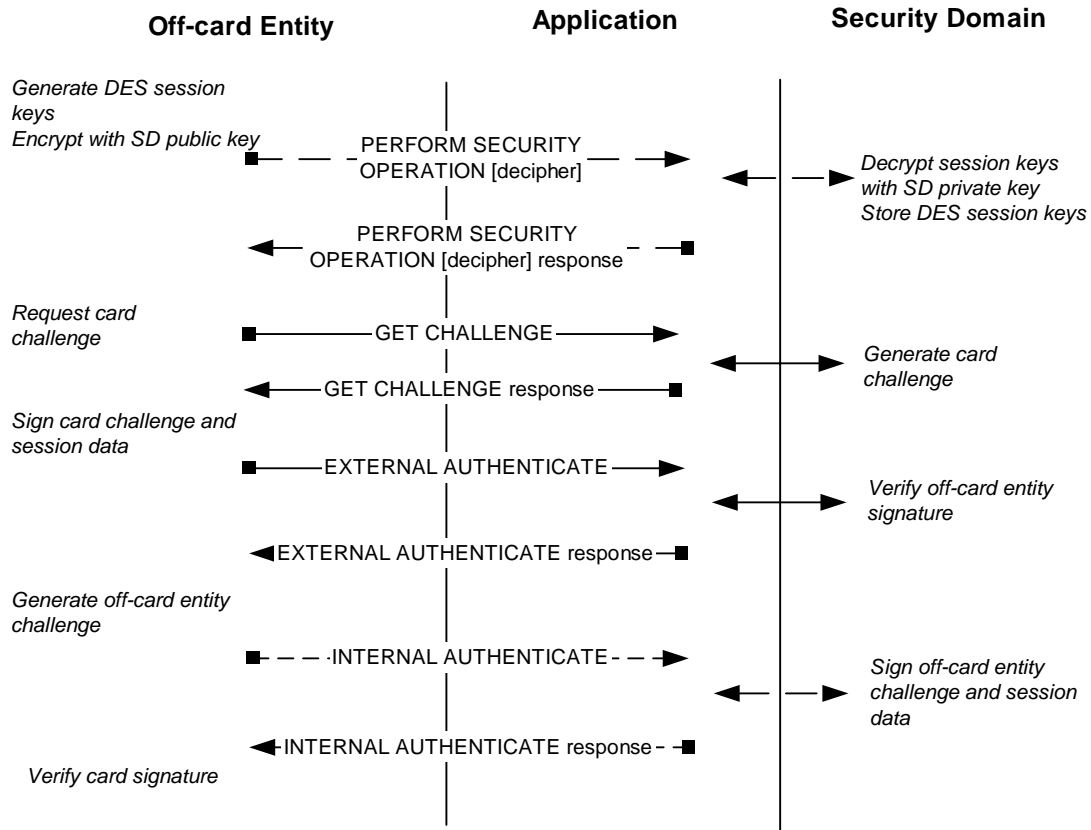 Off-card Entity
Application
Security Domain
Generate DES session
keys
Encrypt with SD public key
PERFORM SECURITY
OPERATION [decipher]
Decrypt session keys
with SD private key
Store DES session keys
PERFORM SECURITY
OPERATION [decipher] response
Request card
challenge
GET CHALLENGE
Generate card
challenge
GET CHALLENGE response
Sign card challenge and
session data
EXTERNAL AUTHENTICATE
Verify off-card entity
signature
EXTERNAL AUTHENTICATE response
Generate off-card entity
challenge
INTERNAL AUTHENTICATE
Sign off-card entity
challenge and session
data
INTERNAL AUTHENTICATE response
Verify card signature